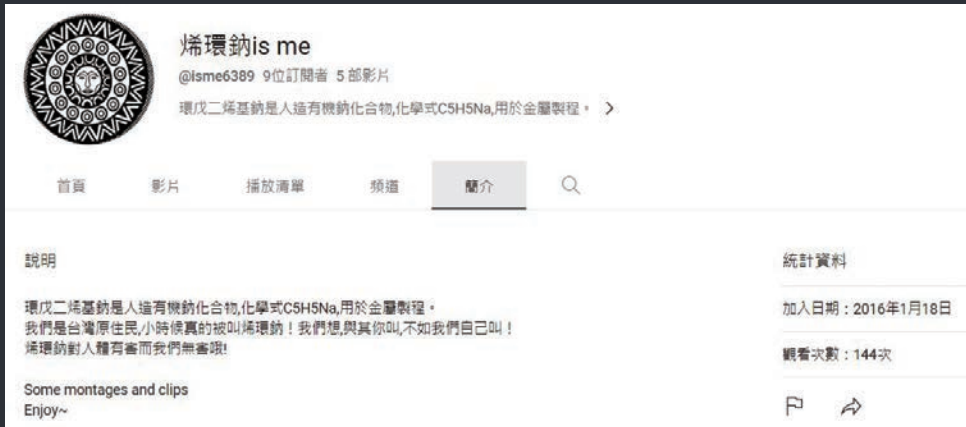 烯環鈉is me
@isme6389 9位訂閱者 5 部影片
環戊二烯基鈉是人造有機鈉化合物,化學式C5H5Na,用於金屬製程。
首頁 影片 播放清單 頻道 簡介
說明
環戊二烯基鈉是人造有機鈉化合物,化學式C5H5Na,用於金屬製程。
我們是台灣原住民,小時候真的被叫烯環鈉！我們想,與其你叫,不如我們自己叫！
烯環鈉對人體有害而我們無害哦!
Some montages and clips
Enjoy~
統計資料
加入日期：2016年1月18日
觀看次數：144次